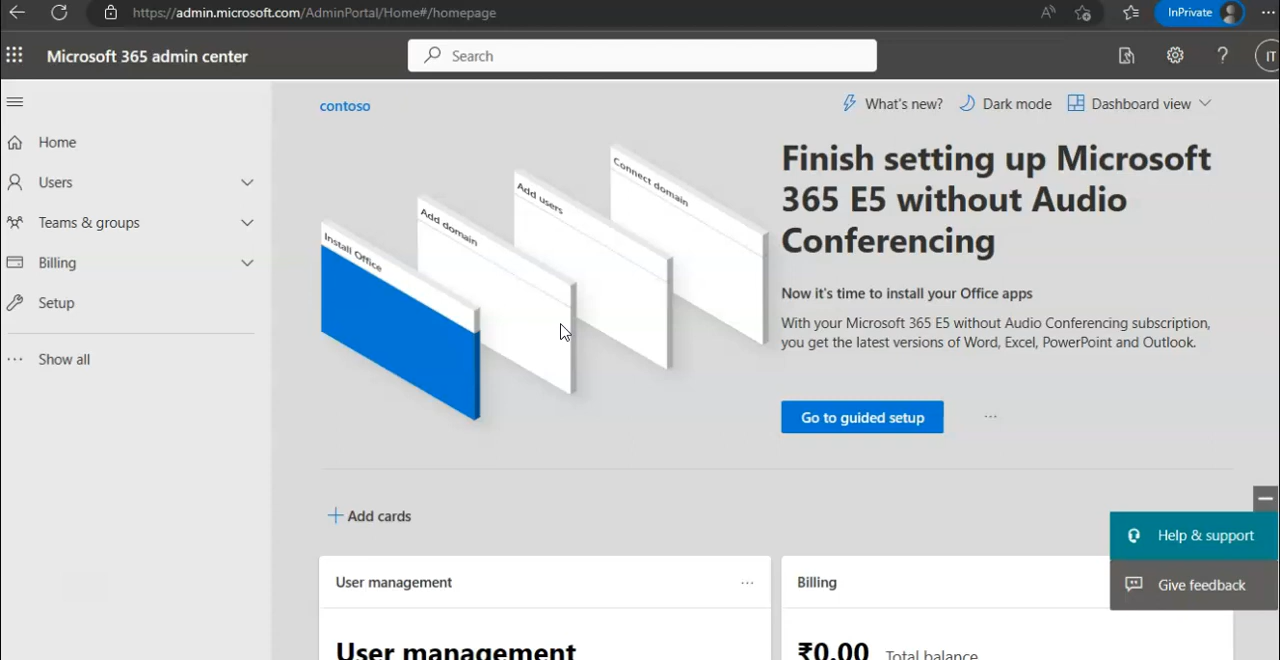 https://admin.microsoft.com/AdminPortal/Home#/homepage
InPrivate
Microsoft 365 admin center
Search
IT
contoso
What's new?
Dark mode
Dashboard view
Home
Users
Teams & groups
Billing
Setup
Show all
Install Office
Add domain
Add users
Connect domain
Finish setting up Microsoft
365 E5 without Audio
Conferencing
Now it's time to install your Office apps
With your Microsoft 365 E5 without Audio Conferencing subscription,
you get the latest versions of Word, Excel, PowerPoint and Outlook.
Go to guided setup
Add cards
Help & support
Give feedback
User management
Billing
User management
₹0.00 Total balance